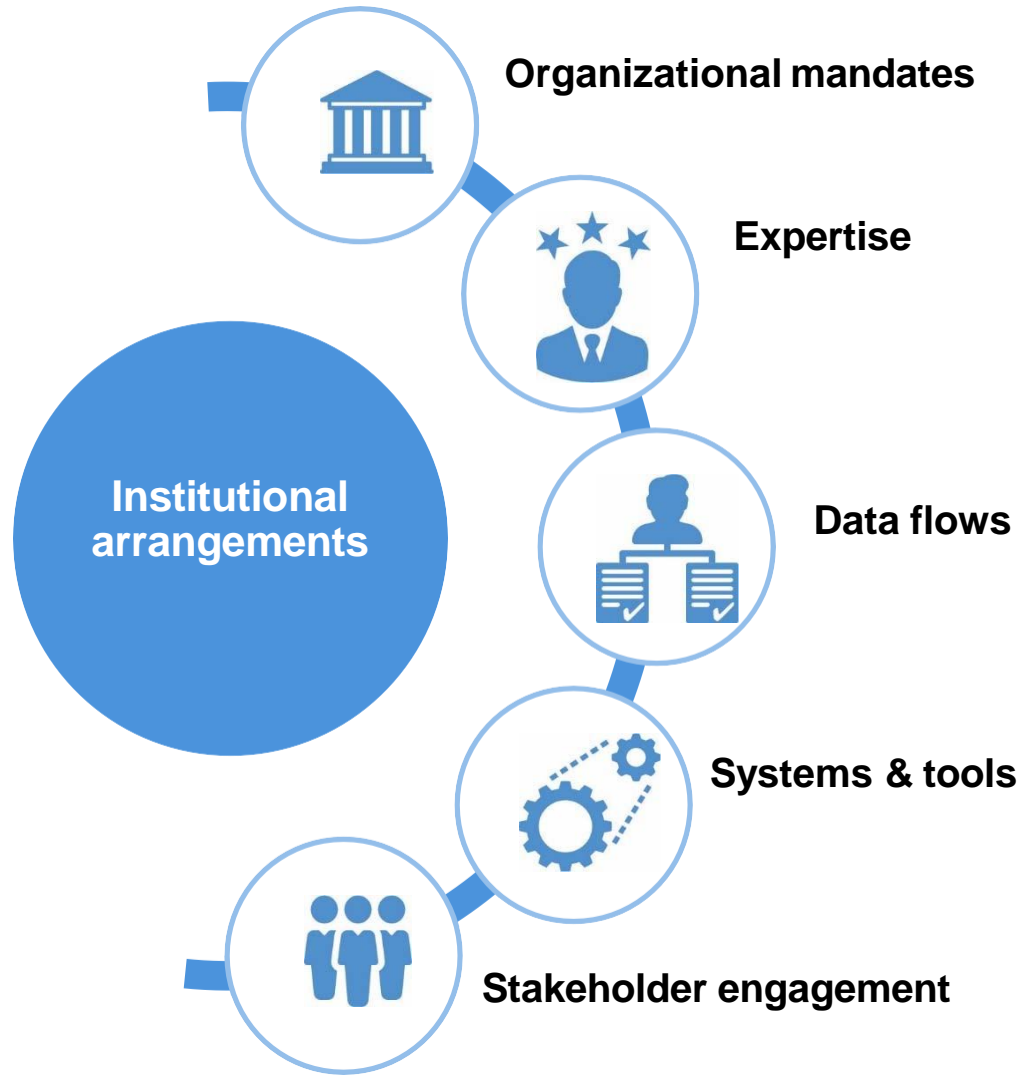 Organizational mandates
Expertise
Institutional
arrangements
Data flows
Systems & tools
Stakeholder engagement